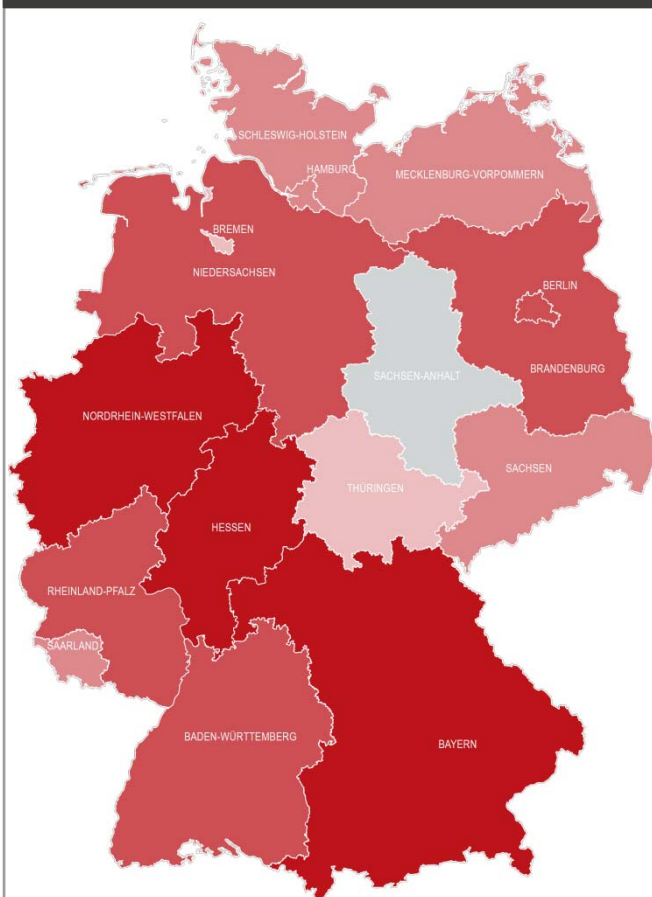 SCHLESWIG-HOLSTEIN
HAMBURG
MECKLENBURG-VORPOMMERN
BREMEN
NIEDERSACHSEN
BERLIN
BRANDENBURG
SACHSEN-ANHALT
NORDRHEIN-WESTFALEN
SACHSEN
THÜRINGEN
HESSEN
RHEINLAND-PFALZ
SAARLAND
BADEN-WÜRTTEMBERG
BAYERN